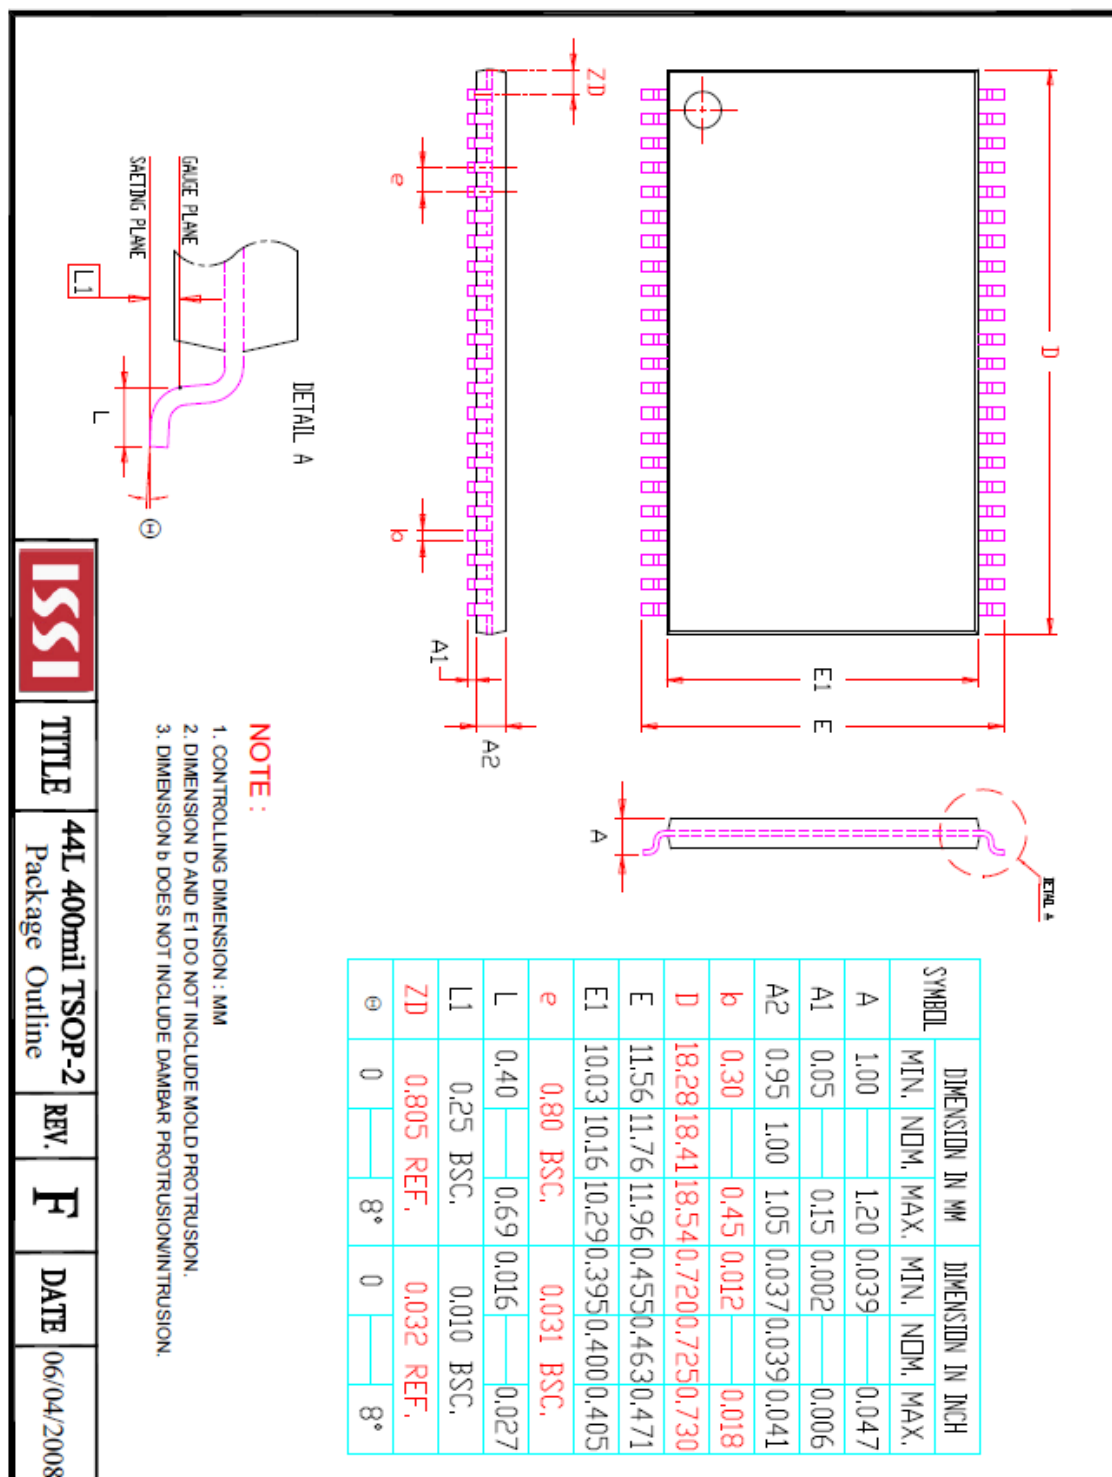 ZD
e
b
A1
A2
D
E1
E
A
DETAIL A
GAUGE PLANE
SAETING PLANE
L1
L
Θ
DETAIL A
SYMBOL DIMENSION IN MM DIMENSION IN INCH
MIN. NOM. MAX. MIN. NOM. MAX.
A 1.00 1.20 0.039 0.047
A1 0.05 0.15 0.002 0.006
A2 0.95 1.00 1.05 0.037 0.039 0.041
b 0.30 0.45 0.012 0.018
D 18.28 18.41 18.54 0.720 0.725 0.730
E 11.56 11.76 11.96 0.455 0.463 0.471
E1 10.03 10.16 10.29 0.395 0.400 0.405
e 0.80 BSC. 0.031 BSC.
L 0.40 0.69 0.016 0.027
L1 0.25 BSC. 0.010 BSC.
ZD 0.805 REF. 0.032 REF.
Θ 0 8° 0 8°
NOTE :
1. CONTROLLING DIMENSION : MM
2. DIMENSION D AND E1 DO NOT INCLUDE MOLD PROTRUSION.
3. DIMENSION b DOES NOT INCLUDE DAMBAR PROTRUSION/INTRUSION.
ISSI
TITLE
44L 400mil TSOP-2
Package Outline
REV.
F
DATE
06/04/2008